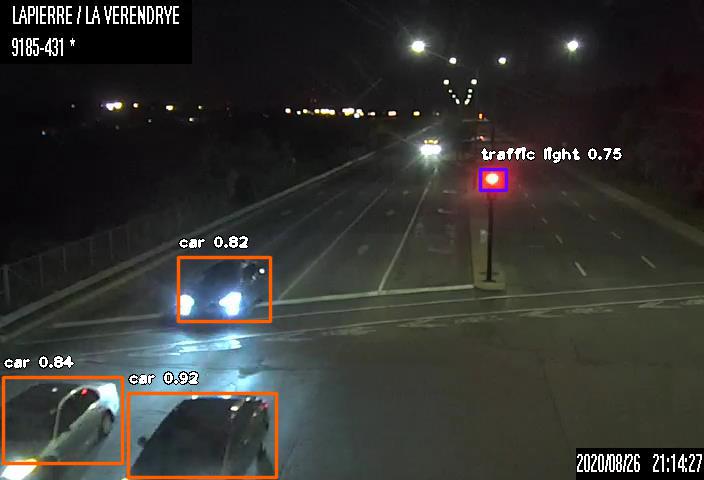 LAPIERRE / LA VERENDRYE
9185-431 *
traffic light 0.75
car 0.82
car 0.84
car 0.92
2020/08/26 21:14:27